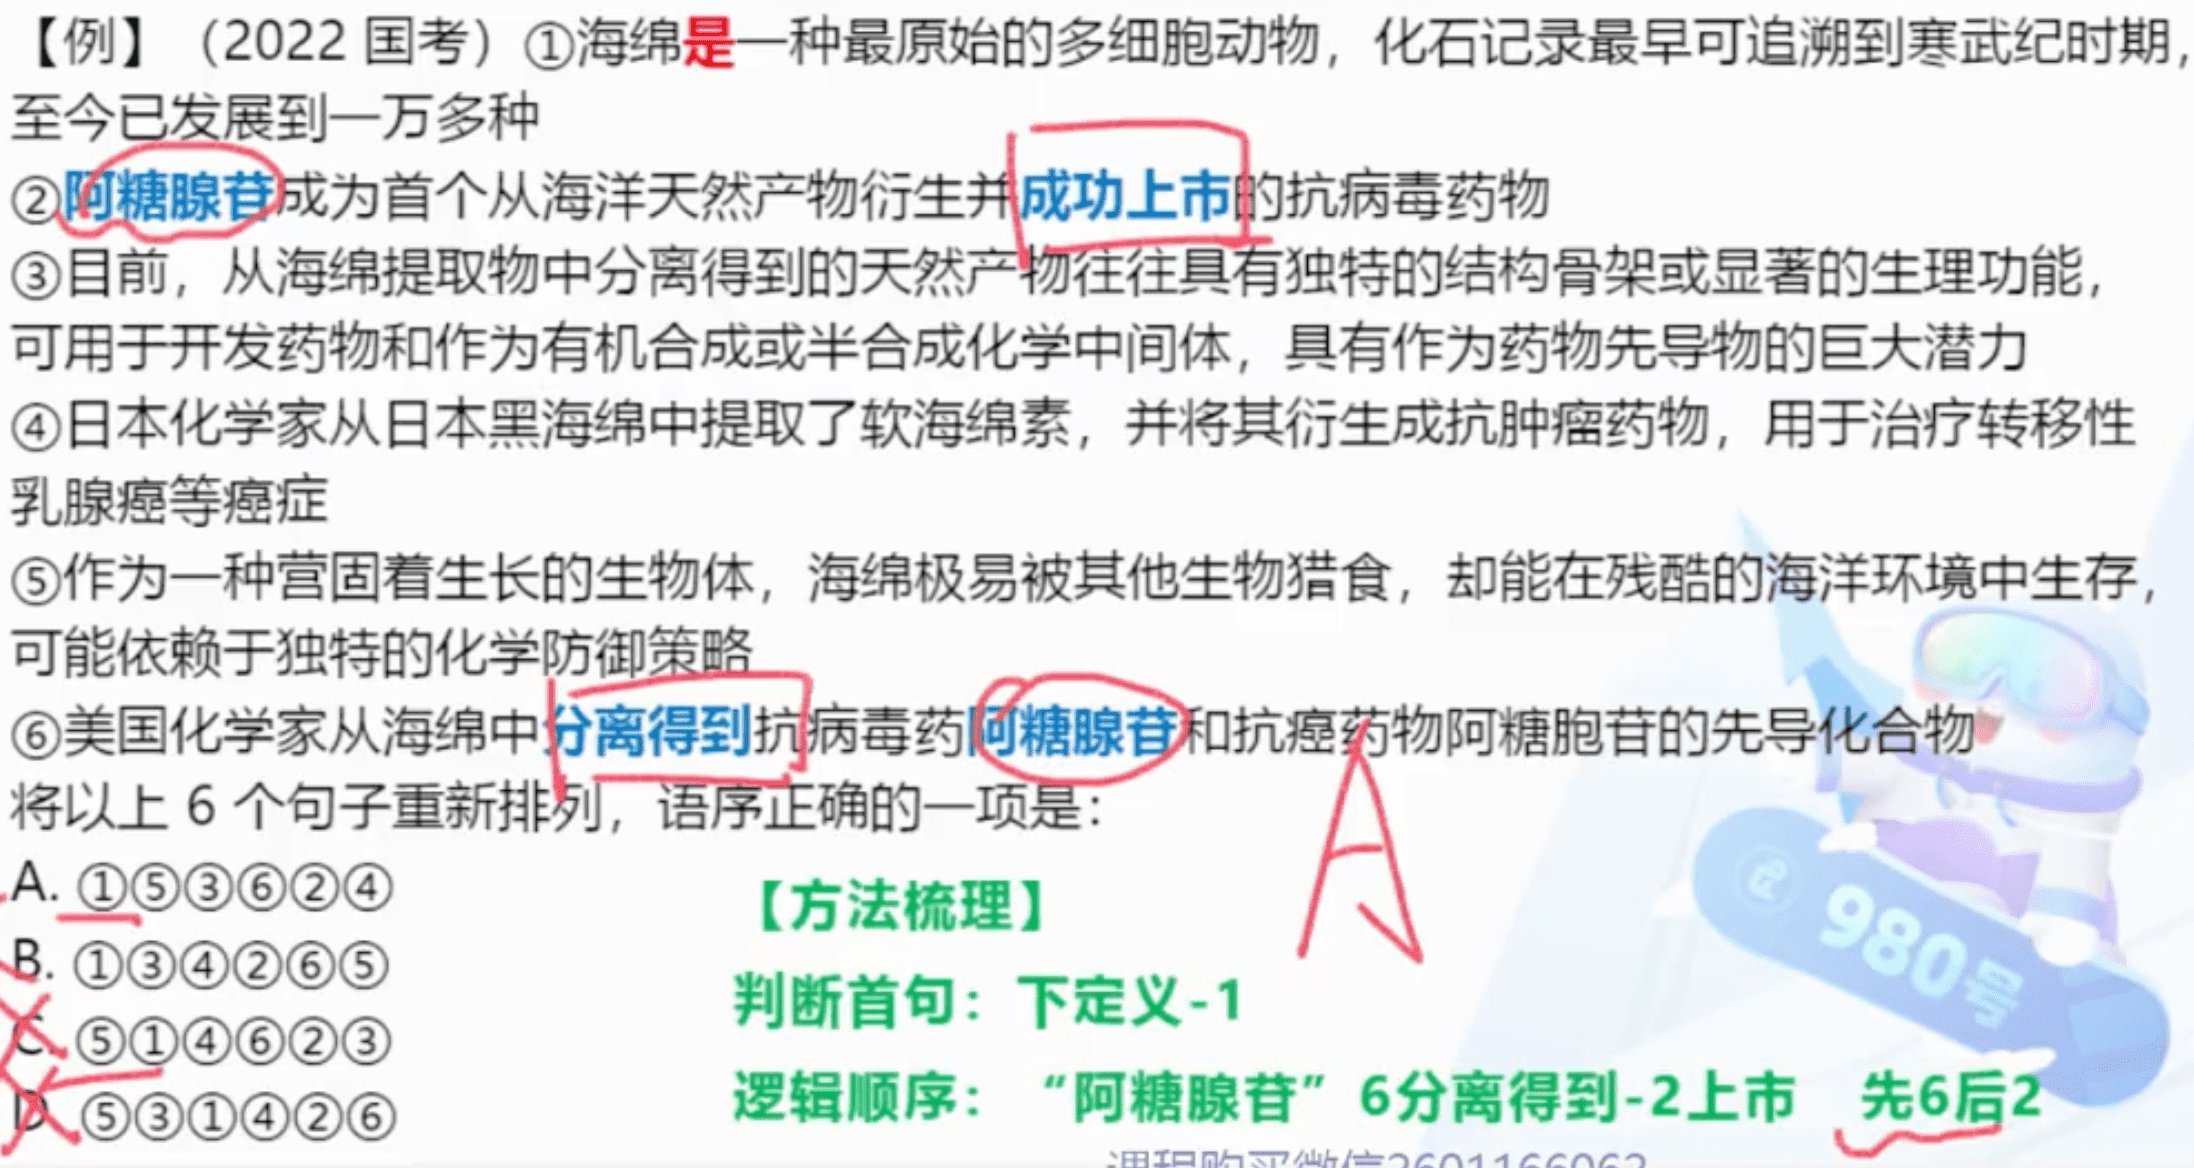 【例】（2022 国考）①海绵是一种最原始的多细胞动物，化石记录最早可追溯到寒武纪时期，
至今已发展到一万多种
②阿糖腺苷成为首个从海洋天然产物衍生并成功上市的抗病毒药物
③目前，从海绵提取物中分离得到的天然产物往往具有独特的结构骨架或显著的生理功能，
可用于开发药物和作为有机合成或半合成化学中间体，具有作为药物先导物的巨大潜力
④日本化学家从日本黑海绵中提取了软海绵素，并将其衍生成抗肿瘤药物，用于治疗转移性
乳腺癌等癌症
⑤作为一种营固着生长的生物体，海绵极易被其他生物猎食，却能在残酷的海洋环境中生存，
可能依赖于独特的化学防御策略
⑥美国化学家从海绵中分离得到抗病毒药阿糖腺苷和抗癌药物阿糖胞苷的先导化合物
将以上 6 个句子重新排列，语序正确的一项是：
A. ①⑤③⑥②④
B. ①③④②⑥⑤
C. ⑤①④⑥②③
D. ⑤③①④②⑥
A
【方法梳理】
判断首句：下定义-1
逻辑顺序：“阿糖腺苷”6分离得到-2上市 先6后2
980号